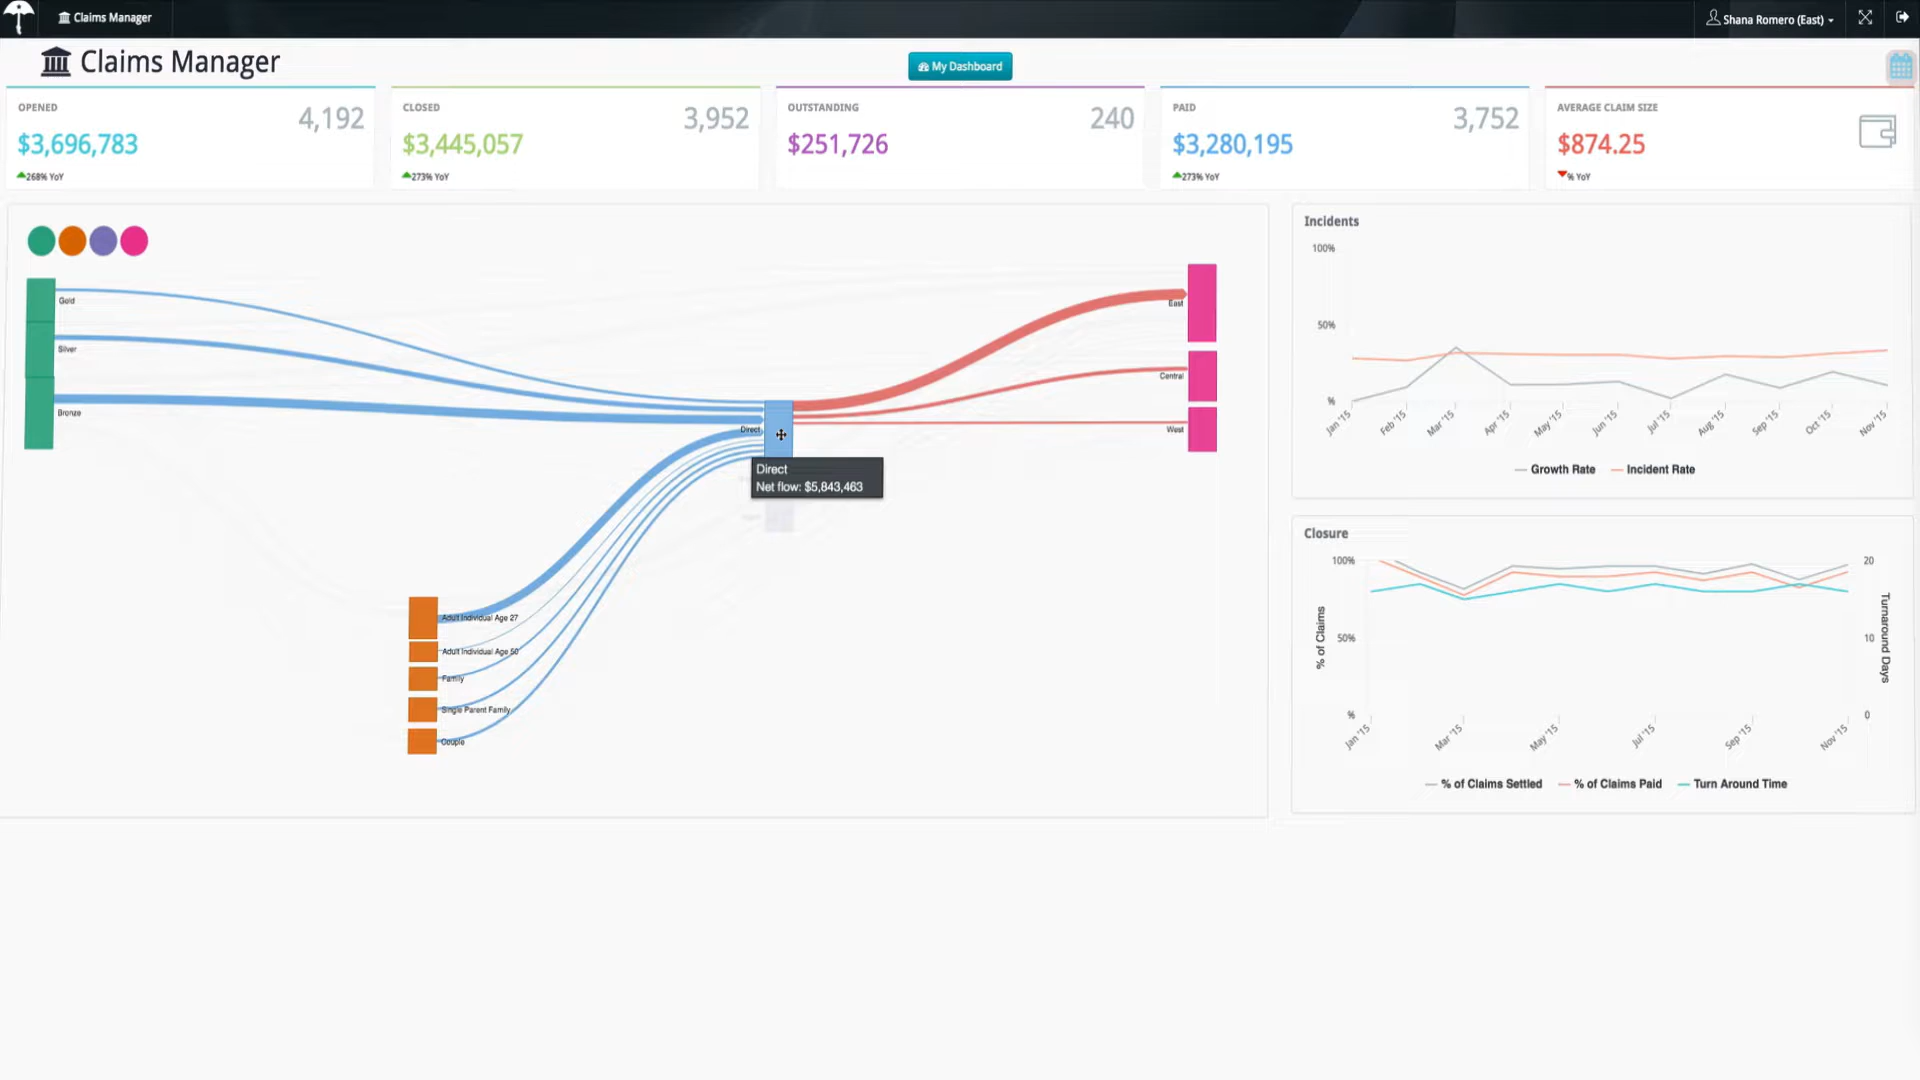 Claims Manager
Shana Romero (East)
Claims Manager
My Dashboard
OPENED
4,192
$3,696,783
268% YoY
CLOSED
3,952
$3,445,057
273% YoY
OUTSTANDING
240
$251,726
PAID
3,752
$3,280,195
273% YoY
AVERAGE CLAIM SIZE
$874.25
% YoY
Gold
Silver
Bronze
Direct
Direct
Net flow: $5,843,463
East
Central
West
Adult Individual Age 27
Adult Individual Age 50
Family
Single Parent Family
Couple
Incidents
100%
50%
%
Jan '15
Feb '15
Mar '15
Apr '15
May '15
Jun '15
Jul '15
Aug '15
Sep '15
Oct '15
Nov '15
Growth Rate
Incident Rate
Closure
100%
50%
%
% of Claims
20
10
0
Turnaround Days
Jan '15
Mar '15
May '15
Jul '15
Sep '15
Nov '15
% of Claims Settled
% of Claims Paid
Turn Around Time